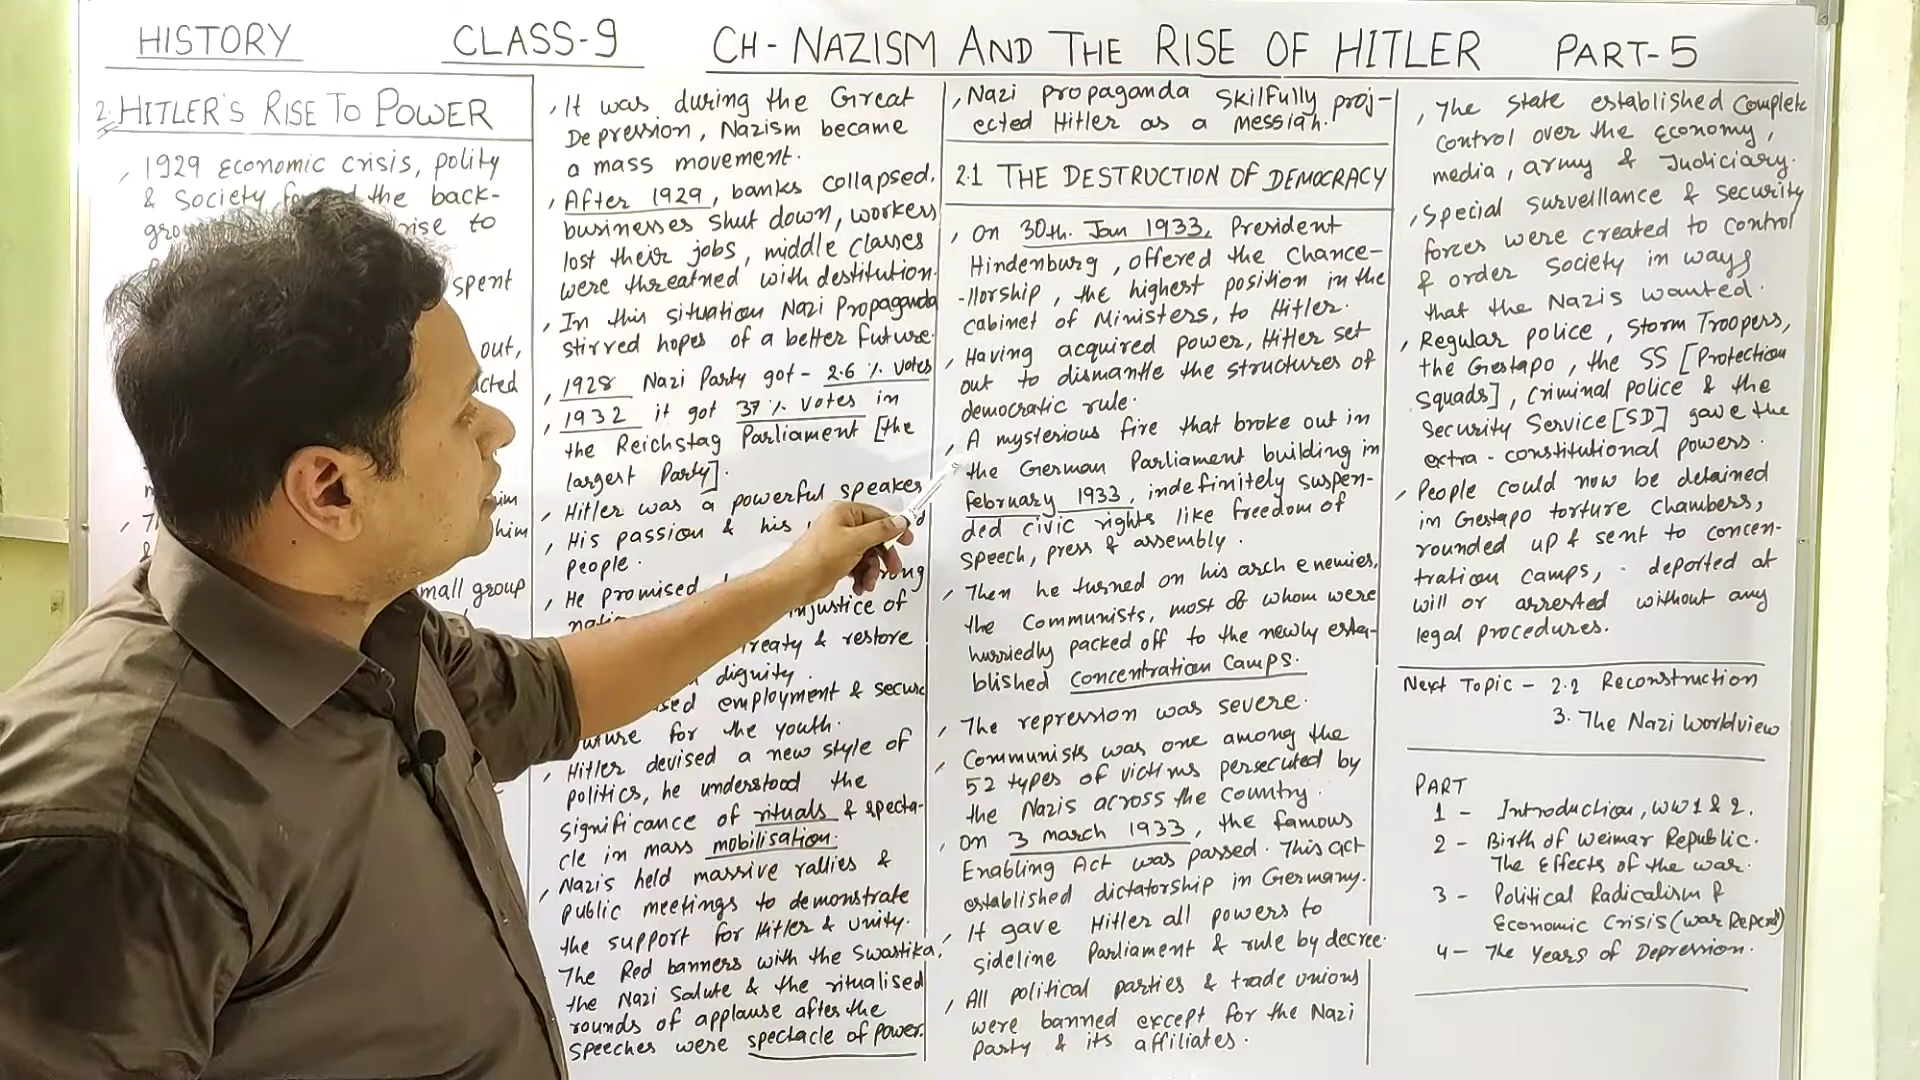 HISTORY CLASS-9 CH- NAZISM AND THE RISE OF HITLER PART-5
2. HITLER'S RISE TO POWER
, 1929 Economic crisis, polity
& Society the back-
rise to
spent
out,
him
him
small group
, It was during the Great
Depression, Nazism became
a mass movement.
, After 1929, banks collapsed,
businesses shut down, workers
lost their jobs, middle classes
were threatned with destitution.
, In this situation Nazi Propaganda
stirred hopes of a better future.
, 1928 Nazi Party got - 2.6 % votes
, 1932 it got 37 % votes in
the Reichstag Parliament [the
largest Party].
, Hitler was a powerful speaker
, His passion & his
people.
, He promised
injustice of
treaty & restore
dignity.
employment & secure
for the youth.
, Hitler devised a new style of
politics, he understood the
significance of rituals & specta-
cle in mass mobilisation.
, Nazis held massive rallies &
public meetings to demonstrate
the support for Hitler & unity.
The Red banners with the Swastika,
the Nazi Salute & the ritualised
rounds of applause after the
speeches were spectacle of power.
, Nazi propaganda skilfully proj-
ected Hitler as a messiah.
2.1 THE DESTRUCTION OF DEMOCRACY
, On 30th. Jan 1933, President
Hindenburg, offered the Chance-
-llorship, the highest position in the
cabinet of Ministers, to Hitler.
, Having acquired power, Hitler set
out to dismantle the structures of
democratic rule.
, A mysterious fire that broke out in
the German Parliament building in
february 1933, indefinitely suspen-
ded civic rights like freedom of
speech, press & assembly.
, Then he turned on his arch enemies,
the Communists, most of whom were
hurriedly packed off to the newly esta-
blished concentration camps.
, The repression was severe.
, Communists was one among the
52 types of victims persecuted by
the Nazis across the country.
, On 3 march 1933, the famous
Enabling Act was passed. This act
established dictatorship in Germany.
, It gave Hitler all powers to
sideline Parliament & rule by decree.
, All political parties & trade unions
were banned except for the Nazi
Party & its affiliates.
, The state established complete
control over the economy,
media, army & Judiciary.
, Special surveillance & security
forces were created to control
& order society in ways
that the Nazis wanted.
, Regular police, Storm Troopers,
the Gestapo, the SS [Protection
Squads], criminal police & the
Security Service [SD] gave the
extra-constitutional powers.
, People could now be detained
in Gestapo torture chambers,
rounded up & sent to concen-
tration camps, deported at
will or arrested without any
legal procedures.
Next Topic - 2.2 Reconstruction
3. The Nazi Worldview
PART
1 - Introduction, WW1 & 2.
2 - Birth of Weimar Republic.
The Effects of the war.
3 - Political Radicalism &
Economic Crisis
4 - The Years of Depression.